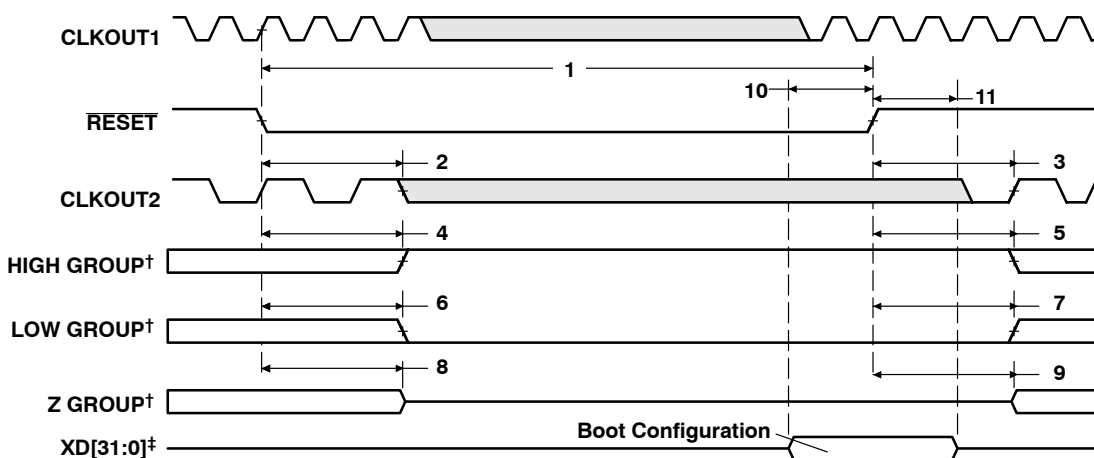 CLKOUT1
1
10
11
RESET
2
3
CLKOUT2
4
5
HIGH GROUP†
6
7
LOW GROUP†
8
9
Z GROUP†
Boot Configuration
XD[31:0]‡